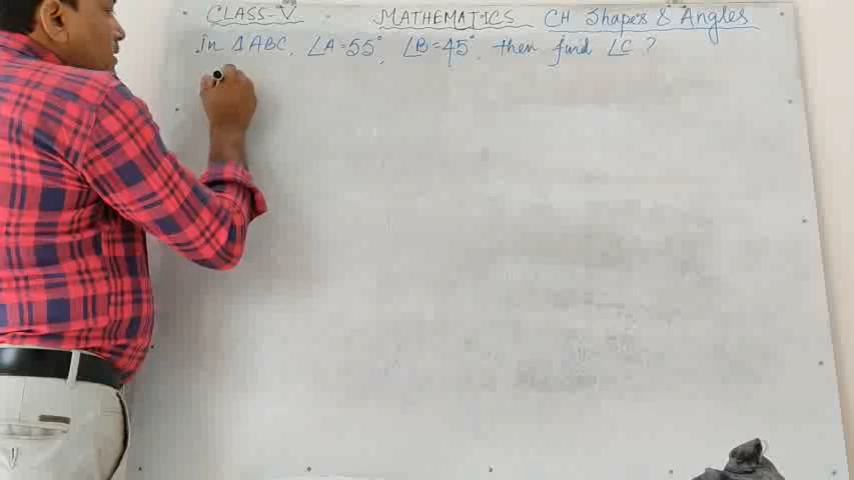 CLASS-V MATHEMATICS CH Shapes & Angles
In ΔABC, ∠A=55°, ∠B=45°, then find ∠C ?